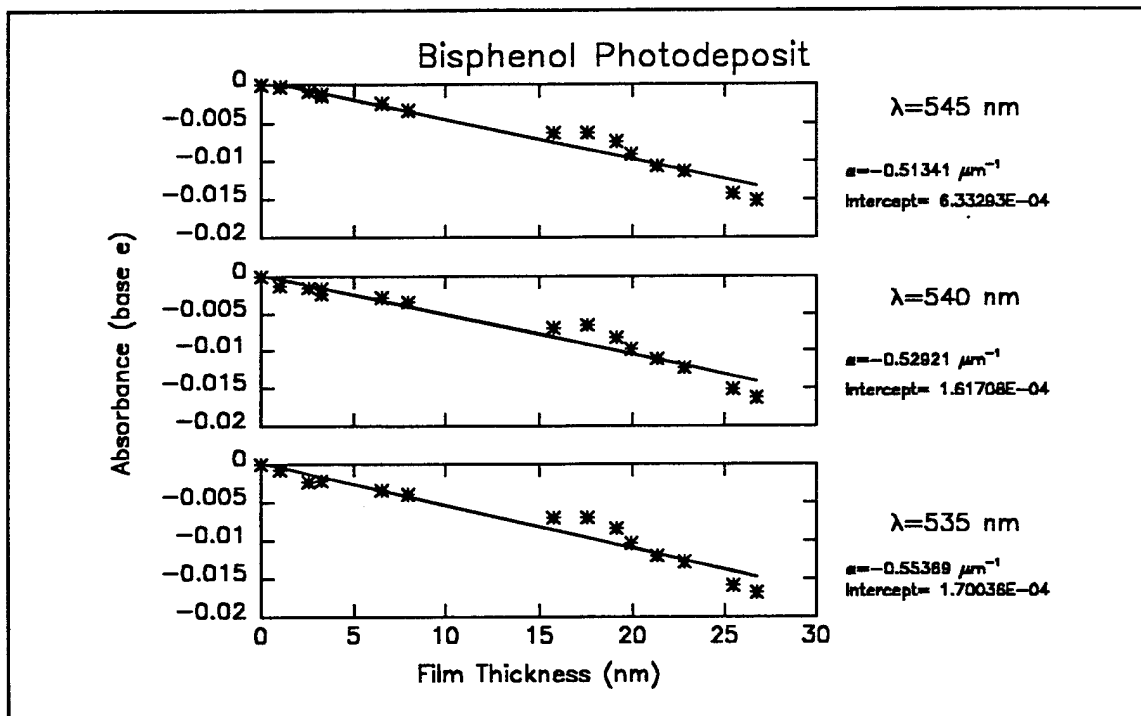 Bisphenol Photodeposit
Absorbance (base e)
0
−0.005
−0.01
−0.015
−0.02
λ=545 nm
α=−0.51341 μm⁻¹
Intercept= 6.33293E−04
0
−0.005
−0.01
−0.015
−0.02
λ=540 nm
α=−0.52921 μm⁻¹
Intercept= 1.61708E−04
0
−0.005
−0.01
−0.015
−0.02
λ=535 nm
α=−0.55369 μm⁻¹
Intercept= 1.70036E−04
0 5 10 15 20 25 30
Film Thickness (nm)